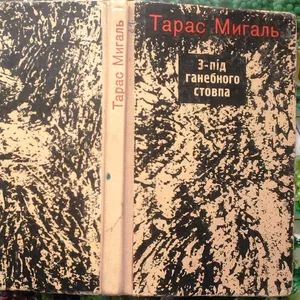 Тарас Мигаль
Тарас Мигаль
З-під
ганебного
стовпа